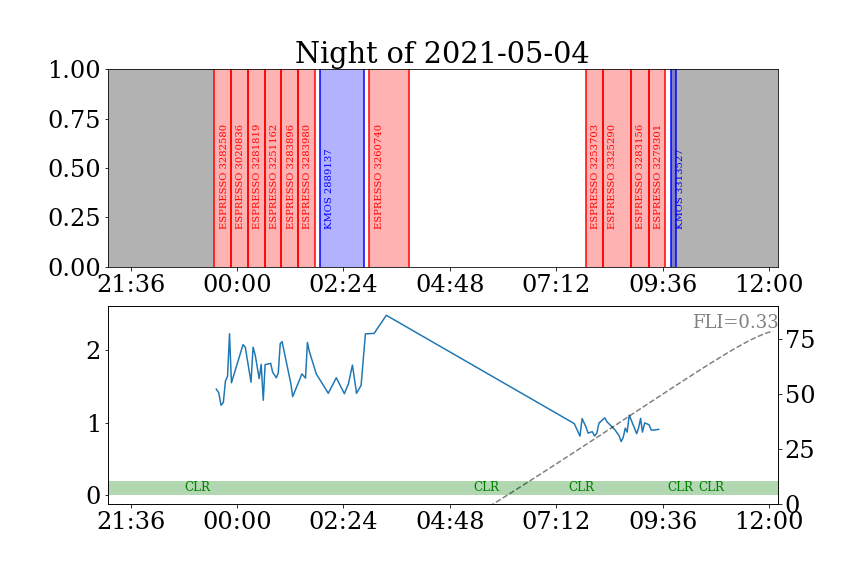 Night of 2021-05-04
1.00
0.75
0.50
0.25
0.00
ESPRESSO 3282580
ESPRESSO 3020836
ESPRESSO 3281819
ESPRESSO 3251162
ESPRESSO 3283896
ESPRESSO 3283980
KMOS 2889137
ESPRESSO 3260740
ESPRESSO 3253703
ESPRESSO 3325290
ESPRESSO 3283156
ESPRESSO 3279301
KMOS 3313527
21:36 00:00 02:24 04:48 07:12 09:36 12:00
FLI=0.33
2
1
0
75
50
25
0
CLR CLR CLR CLR CLR
21:36 00:00 02:24 04:48 07:12 09:36 12:00